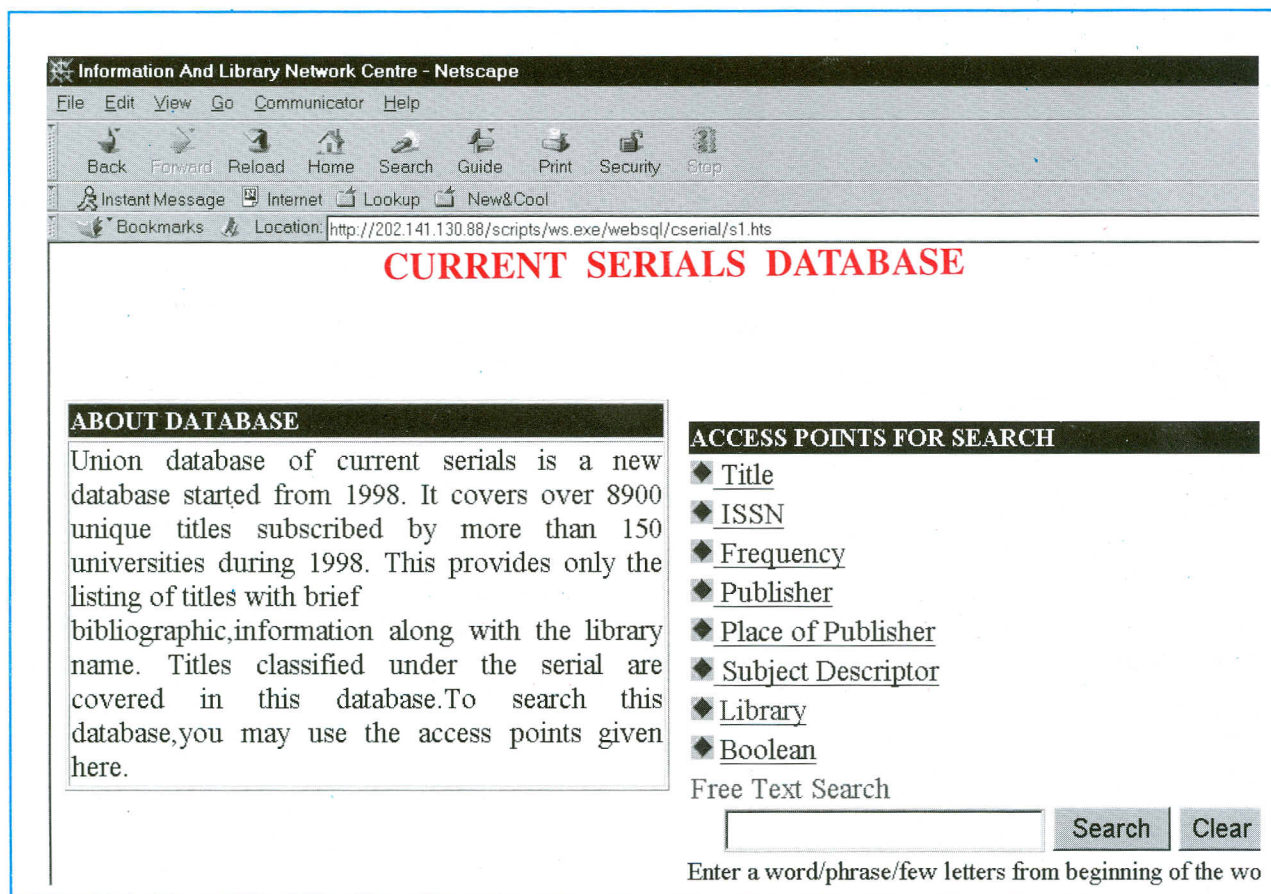 Information And Library Network Centre - Netscape
File Edit View Go Communicator Help
Back Forward Reload Home Search Guide Print Security Stop
Instant Message Internet Lookup New&Cool
Bookmarks Location: http://202.141.130.88/scripts/ws.exe/websql/cserial/s1.hts
CURRENT SERIALS DATABASE
ABOUT DATABASE
Union database of current serials is a new
database started from 1998. It covers over 8900
unique titles subscribed by more than 150
universities during 1998. This provides only the
listing of titles with brief
bibliographic,information along with the library
name. Titles classified under the serial are
covered in this database.To search this
database,you may use the access points given
here.
ACCESS POINTS FOR SEARCH
Title
ISSN
Frequency
Publisher
Place of Publisher
Subject Descriptor
Library
Boolean
Free Text Search
Search Clear
Enter a word/phrase/few letters from beginning of the wo